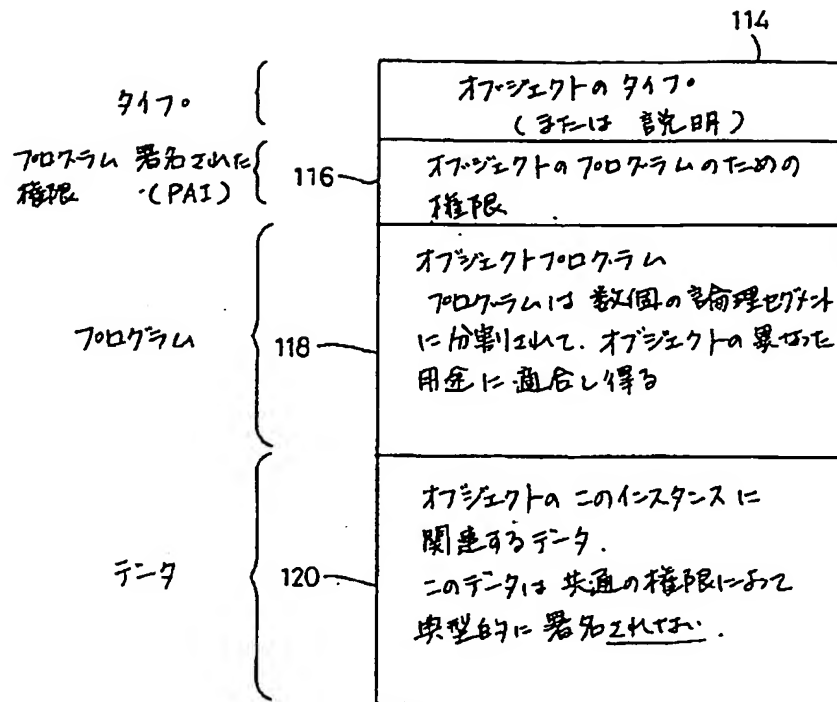 114
タイプ
オブジェクトのタイプ
(または 説明)
プログラム 署名された
権限 (PAI)
116
オブジェクトのプログラムのための
権限
プログラム
118
オブジェクトプログラム
プログラムは 数個の論理セグメント
に分割されて、オブジェクトの異なった
用途に適合し得る
データ
120
オブジェクトの このインスタンスに
関連するデータ.
このデータは 共通の権限によって
典型的に 署名されない.